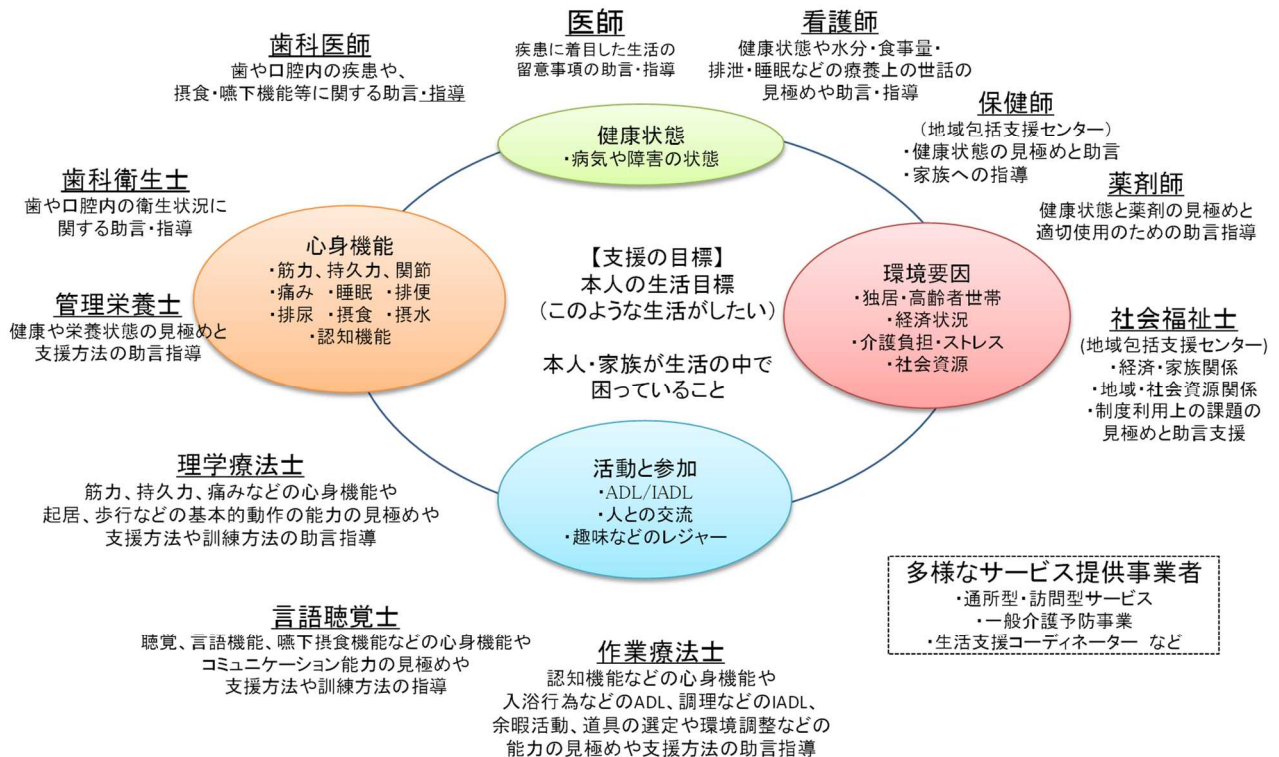 医師
疾患に着目した生活の
留意事項の助言・指導
看護師
健康状態や水分・食事量・
排泄・睡眠などの療養上の世話の
見極めや助言・指導
歯科医師
歯や口腔内の疾患や、
摂食・嚥下機能等に関する助言・指導
保健師
(地域包括支援センター)
・健康状態の見極めと助言
・家族への指導
健康状態
・病気や障害の状態
歯科衛生士
歯や口腔内の衛生状況に
関する助言・指導
薬剤師
健康状態と薬剤の見極めと
適切使用のための助言指導
心身機能
・筋力、持久力、関節
・痛み ・睡眠 ・排便
・排尿 ・摂食 ・摂水
・認知機能
【支援の目標】
本人の生活目標
(このような生活がしたい)
本人・家族が生活の中で
困っていること
環境要因
・独居・高齢者世帯
・経済状況
・介護負担・ストレス
・社会資源
管理栄養士
健康や栄養状態の見極めと
支援方法の助言指導
社会福祉士
(地域包括支援センター)
・経済・家族関係
・地域・社会資源関係
・制度利用上の課題の
見極めと助言支援
活動と参加
・ADL/IADL
・人との交流
・趣味などのレジャー
理学療法士
筋力、持久力、痛みなどの心身機能や
起居、歩行などの基本的動作の能力の見極めや
支援方法や訓練方法の助言指導
多様なサービス提供事業者
・通所型・訪問型サービス
・一般介護予防事業
・生活支援コーディネーター など
言語聴覚士
聴覚、言語機能、嚥下摂食機能などの心身機能や
コミュニケーション能力の見極めや
支援方法や訓練方法の指導
作業療法士
認知機能などの心身機能や
入浴行為などのADL、調理などのIADL、
余暇活動、道具の選定や環境調整などの
能力の見極めや支援方法の助言指導